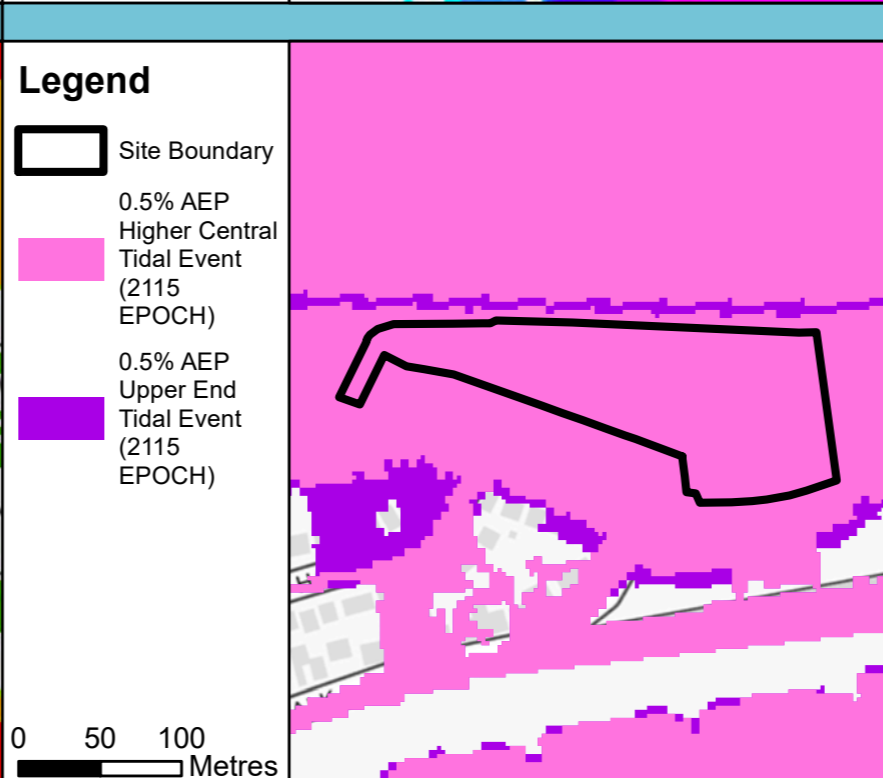 Legend
Site Boundary
0.5% AEP
Higher Central
Tidal Event
(2115
EPOCH)
0.5% AEP
Upper End
Tidal Event
(2115
EPOCH)
0 50 100
Metres